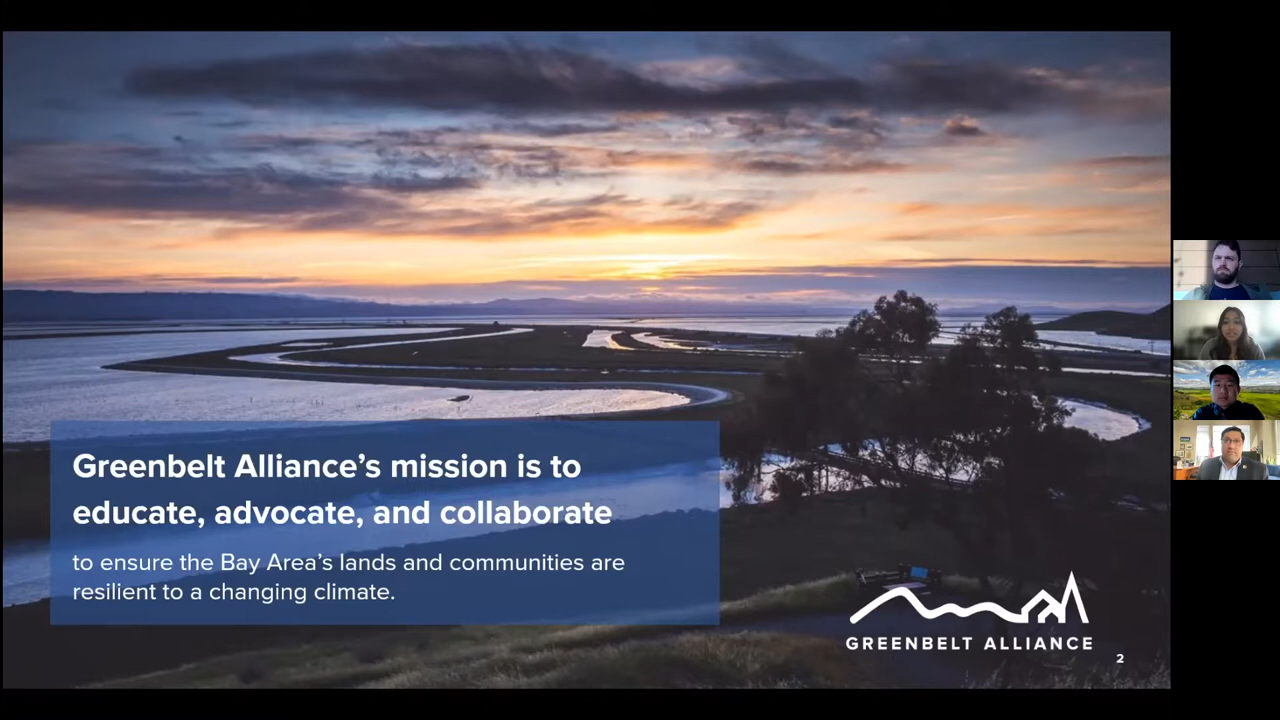 Greenbelt Alliance’s mission is to
educate, advocate, and collaborate
to ensure the Bay Area’s lands and communities are
resilient to a changing climate.
GREENBELT ALLIANCE
2